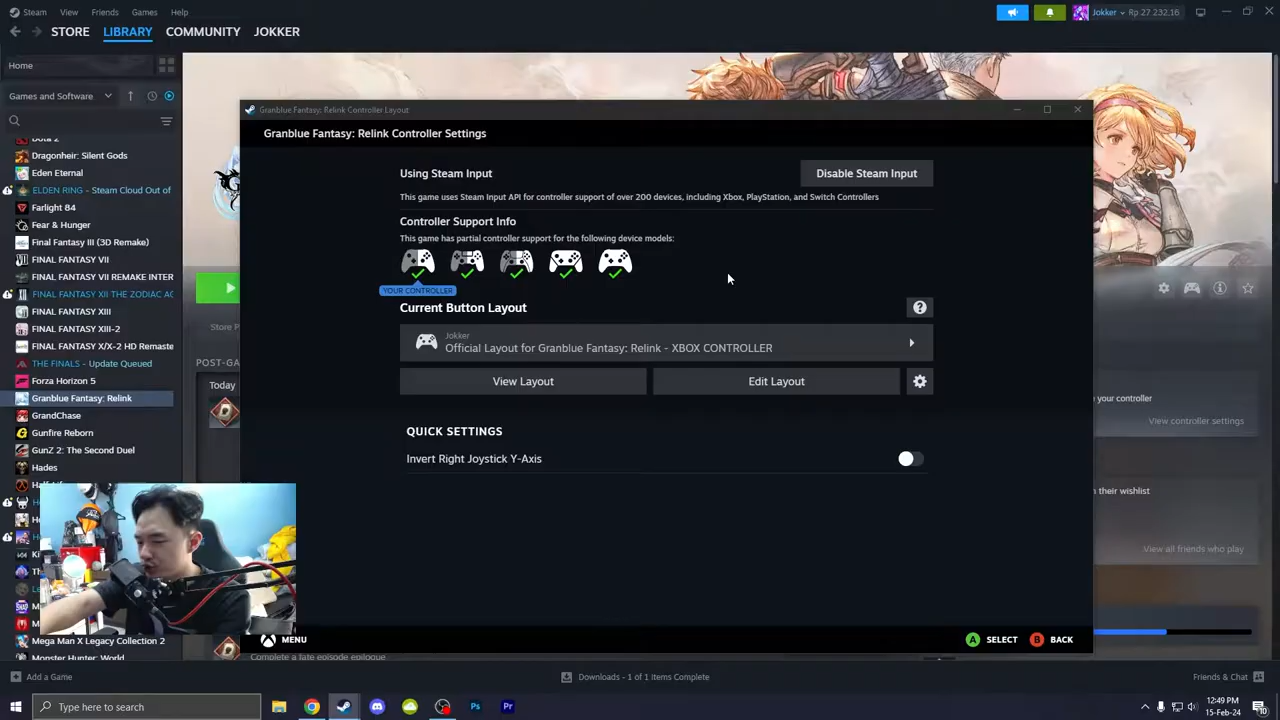 Steam View Friends Games Help
Jokker Rp 27.232,16
STORE LIBRARY COMMUNITY JOKKER
Home
Games and Software
Dota 2
Dragonheir: Silent Gods
Eden Eternal
ELDEN RING - Steam Cloud Out of
Farlight 84
Fear & Hunger
Final Fantasy III (3D Remake)
FINAL FANTASY VII
FINAL FANTASY VII REMAKE INTER
FINAL FANTASY XII THE ZODIAC AG
FINAL FANTASY XIII
FINAL FANTASY XIII-2
FINAL FANTASY X/X-2 HD Remaste
THE FINALS - Update Queued
Forza Horizon 5
Granblue Fantasy: Relink
GrandChase
Gunfire Reborn
GunZ 2: The Second Duel
Hades
Mega Man X Legacy Collection 2
Monster Hunter: World
Store P
POST-GA
Today
Granblue Fantasy: Relink Controller Layout
Granblue Fantasy: Relink Controller Settings
Using Steam Input
Disable Steam Input
This game uses Steam Input API for controller support of over 200 devices, including Xbox, PlayStation, and Switch Controllers
Controller Support Info
This game has partial controller support for the following device models:
YOUR CONTROLLER
Current Button Layout
Jokker
Official Layout for Granblue Fantasy: Relink - XBOX CONTROLLER
View Layout
Edit Layout
QUICK SETTINGS
Invert Right Joystick Y-Axis
MENU
SELECT
BACK
your controller
View controller settings
n their wishlist
View all friends who play
Complete a fate episode epilogue
Add a Game
Downloads - 1 of 1 Items Complete
Friends & Chat
Type here to search
Ps
Pr
12:49 PM
15-Feb-24
10